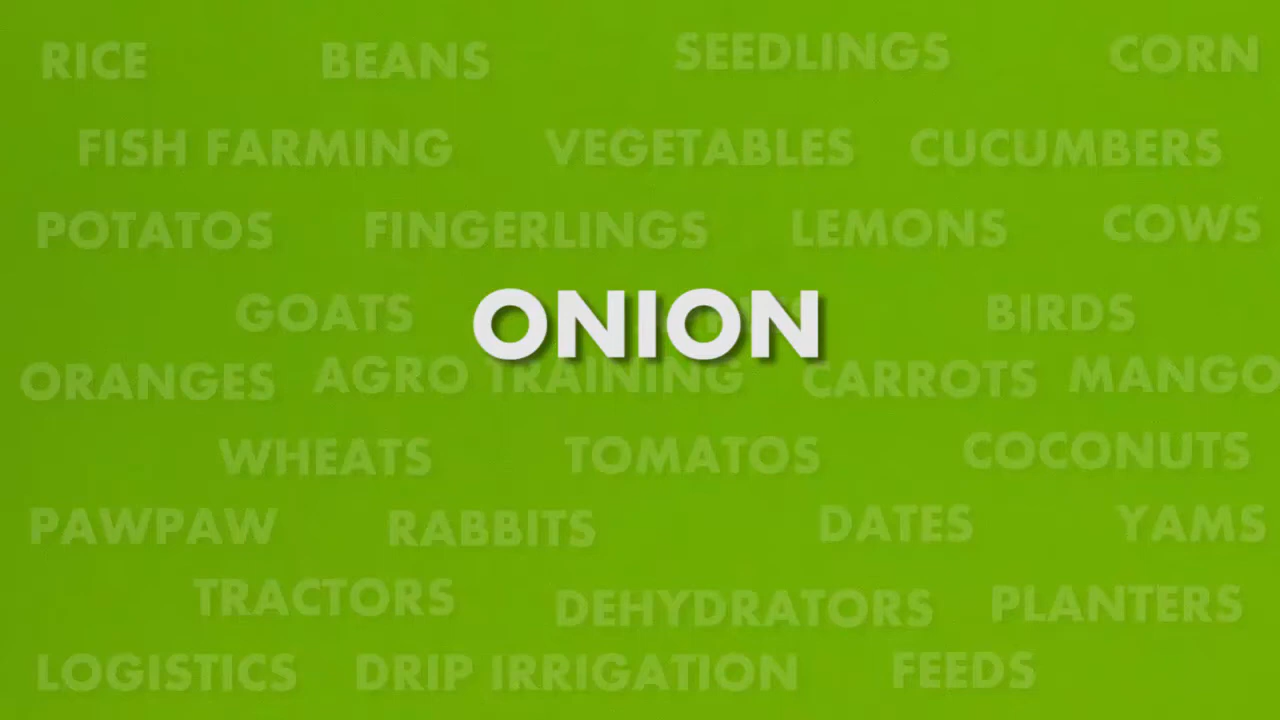 RICE BEANS SEEDLINGS CORN
FISH FARMING VEGETABLES CUCUMBERS
POTATOS FINGERLINGS LEMONS COWS
GOATS ONION BIRDS
ORANGES AGRO TRAINING CARROTS MANGO
WHEATS TOMATOS COCONUTS
PAWPAW RABBITS DATES YAMS
TRACTORS DEHYDRATORS PLANTERS
LOGISTICS DRIP IRRIGATION FEEDS